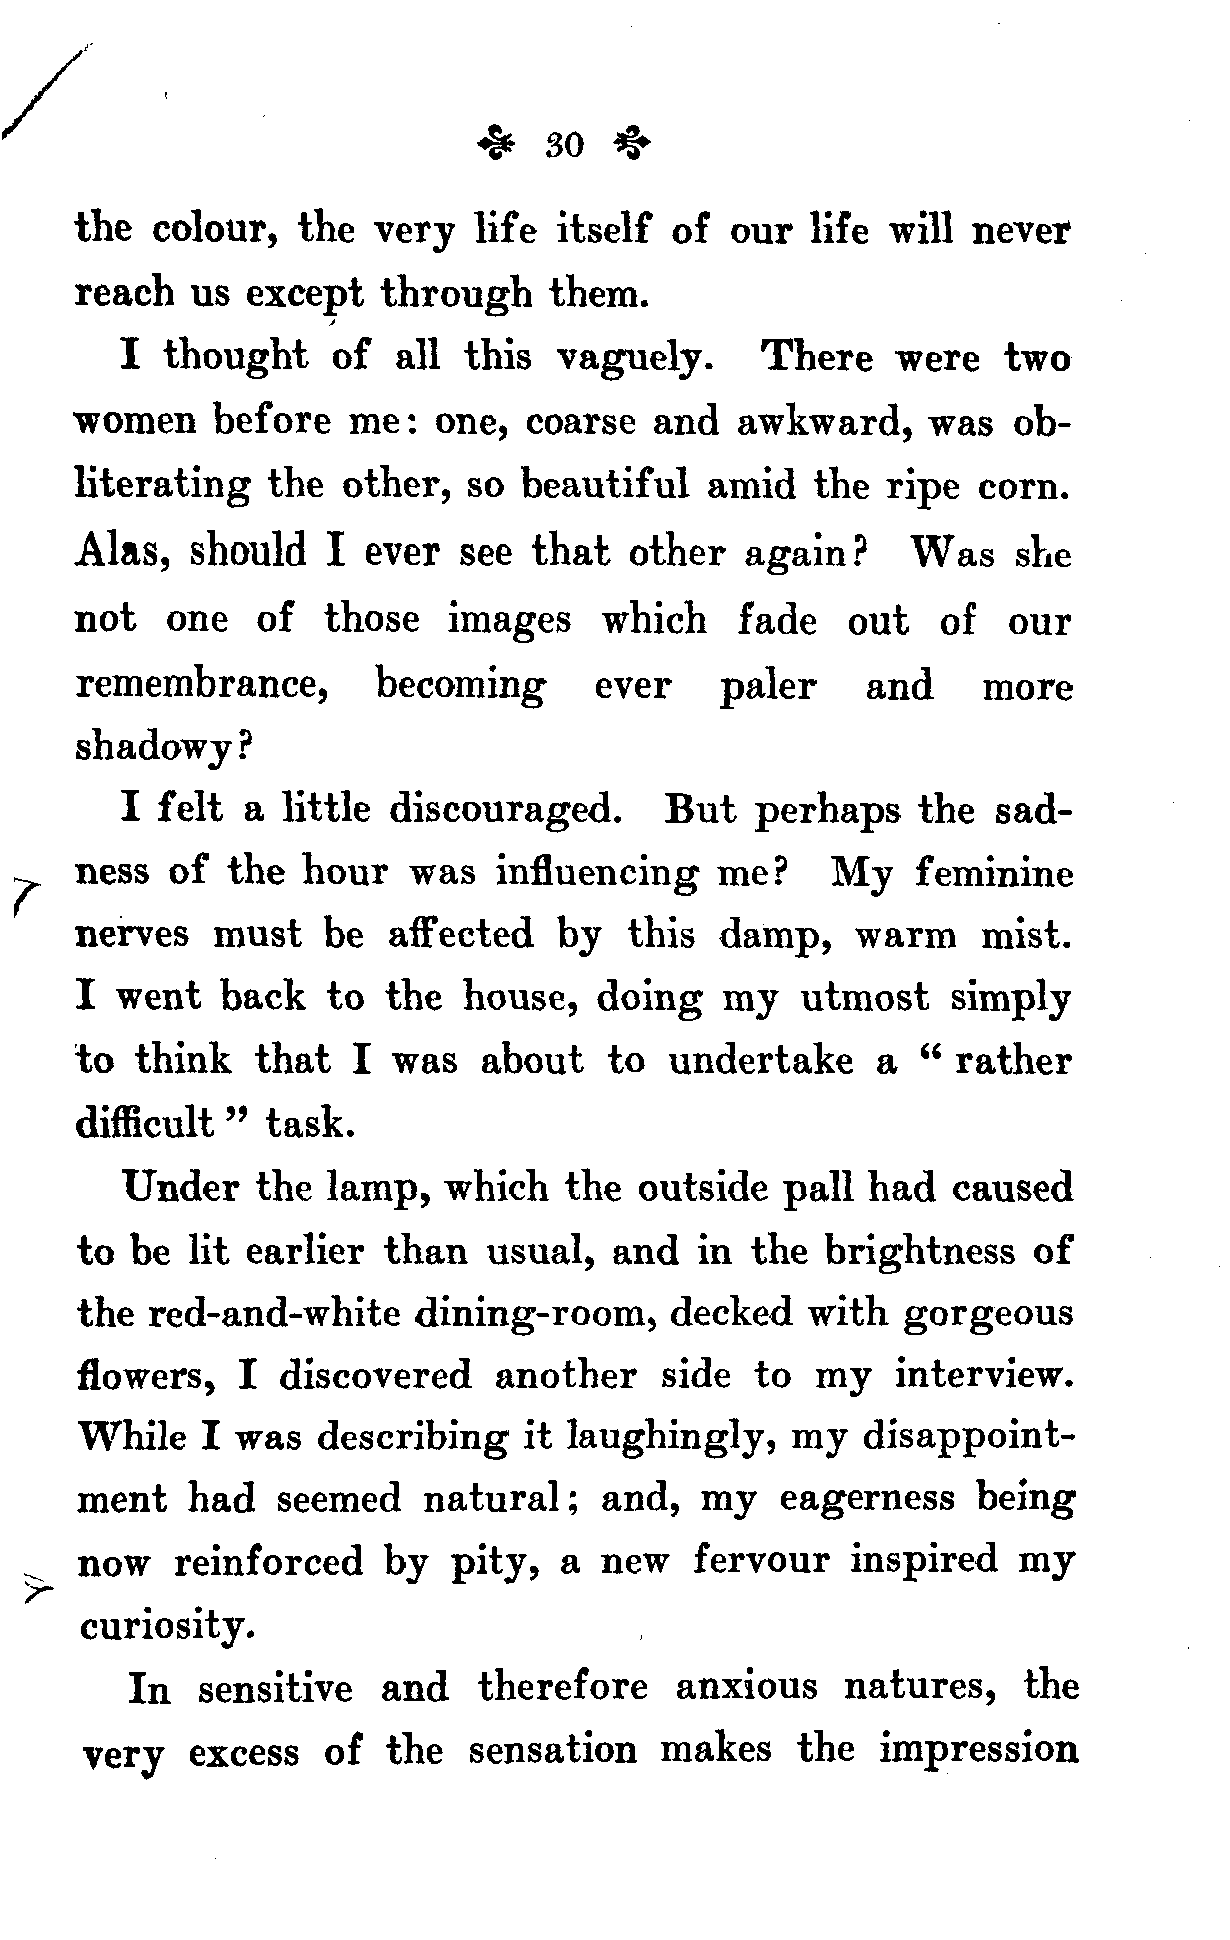 30
the colour, the very life itself of our life will never
reach us except through them.
I thought of all this vaguely. There were two
women before me: one, coarse and awkward, was ob-
literating the other, so beautiful amid the ripe corn.
Alas, should I ever see that other again? Was she
not one of those images which fade out of our
remembrance, becoming ever paler and more
shadowy?
I felt a little discouraged. But perhaps the sad-
ness of the hour was influencing me? My feminine
nerves must be affected by this damp, warm mist.
I went back to the house, doing my utmost simply
to think that I was about to undertake a “ rather
difficult ” task.
Under the lamp, which the outside pall had caused
to be lit earlier than usual, and in the brightness of
the red-and-white dining-room, decked with gorgeous
flowers, I discovered another side to my interview.
While I was describing it laughingly, my disappoint-
ment had seemed natural; and, my eagerness being
now reinforced by pity, a new fervour inspired my
curiosity.
In sensitive and therefore anxious natures, the
very excess of the sensation makes the impression